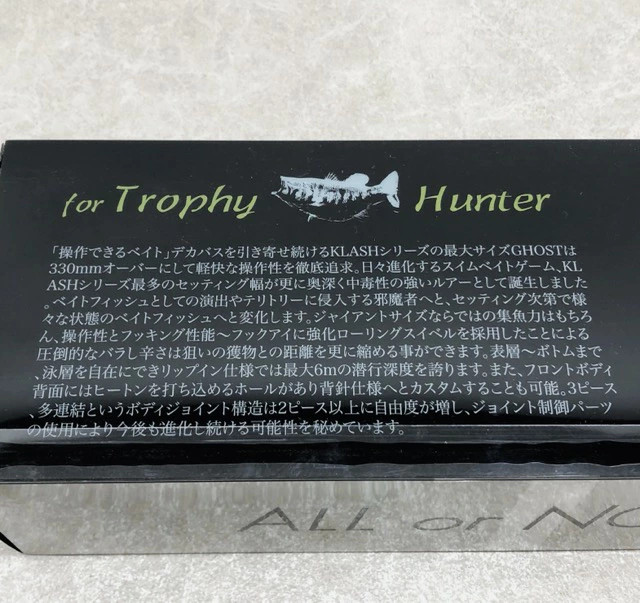 for Trophy Hunter
「操作できるベイト」デカバスを引き寄せ続けるKLASHシリーズの最大サイズGHOSTは
330mmオーバーにして軽快な操作性を徹底追求。日々進化するスイムベイトゲーム、KL
ASHシリーズ最多のセッティング幅が更に奥深く中毒性の強いルアーとして誕生しました
。ベイトフィッシュとしての演出やテリトリーに侵入する邪魔者へと、セッティング次第で様
々な状態のベイトフィッシュへと変化します。ジャイアントサイズならではの集魚力はもちろ
ん、操作性とフッキング性能〜フックアイに強化ローリングスイベルを採用したことによる
圧倒的なバラし辛さは狙いの獲物との距離を更に縮める事ができます。表層〜ボトムまで
、泳層を自在にできリップイン仕様では最大6mの潜行深度を誇ります。また、フロントボディ
背面にはヒートンを打ち込めるホールがあり背針仕様へとカスタムすることも可能。3ピース
、多連結というボディジョイント構造は2ピース以上に自由度が増し、ジョイント制御パーツ
の使用により今後も進化し続ける可能性を秘めています。
ALL or NO